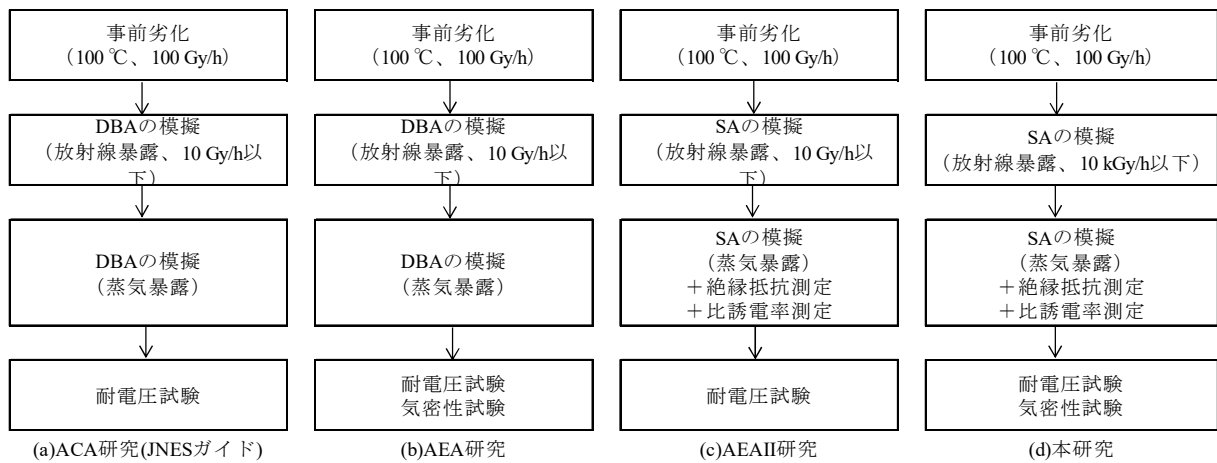 事前劣化
（100 ℃、100 Gy/h）
DBAの模擬
（放射線暴露、10 Gy/h以
下）
DBAの模擬
（蒸気暴露）
耐電圧試験
(a)ACA研究(JNESガイド)
事前劣化
（100 ℃、100 Gy/h）
DBAの模擬
（放射線暴露、10 Gy/h以
下）
DBAの模擬
（蒸気暴露）
耐電圧試験
気密性試験
(b)AEA研究
事前劣化
（100 ℃、100 Gy/h）
SAの模擬
（放射線暴露、10 Gy/h以
下）
SAの模擬
（蒸気暴露）
＋絶縁抵抗測定
＋比誘電率測定
耐電圧試験
(c)AEAII研究
事前劣化
（100 ℃、100 Gy/h）
SAの模擬
（放射線暴露、10 kGy/h以下）
SAの模擬
（蒸気暴露）
＋絶縁抵抗測定
＋比誘電率測定
耐電圧試験
気密性試験
(d)本研究